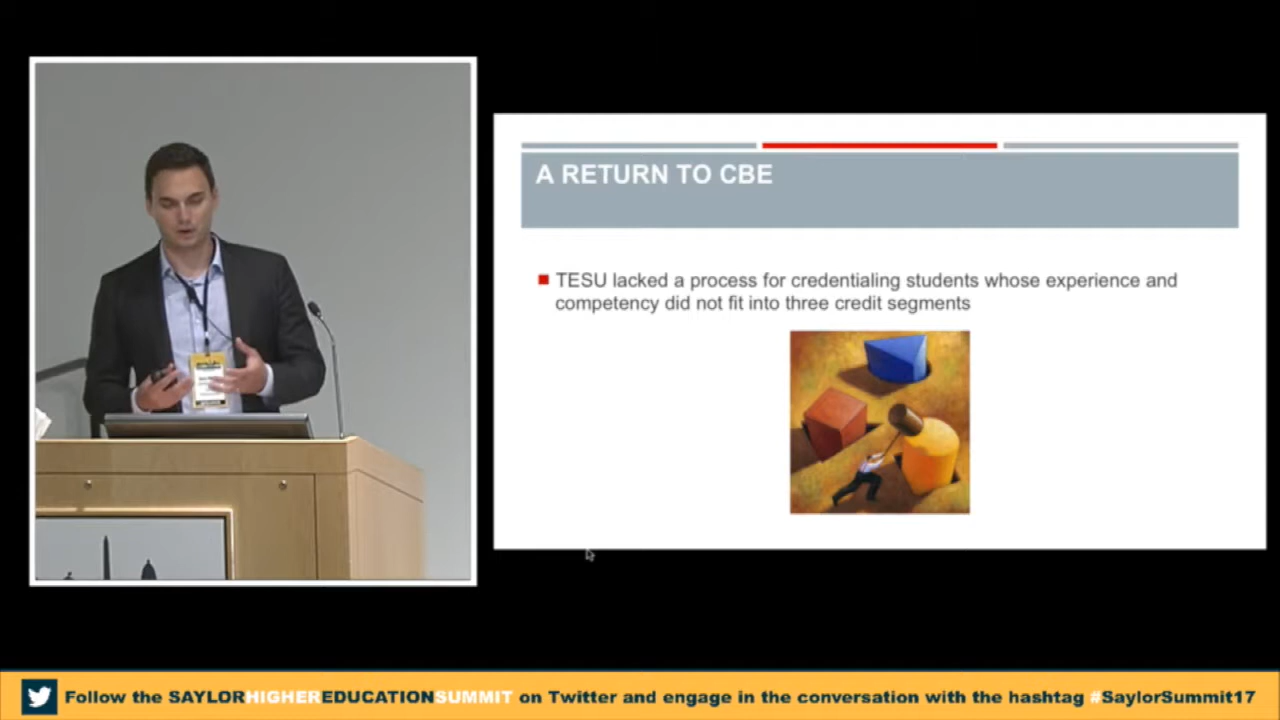 A RETURN TO CBE
TESU lacked a process for credentialing students whose experience and
competency did not fit into three credit segments
Follow the SAYLORHIGHEREDUCATIONSUMMIT on Twitter and engage in the conversation with the hashtag #SaylorSummit17